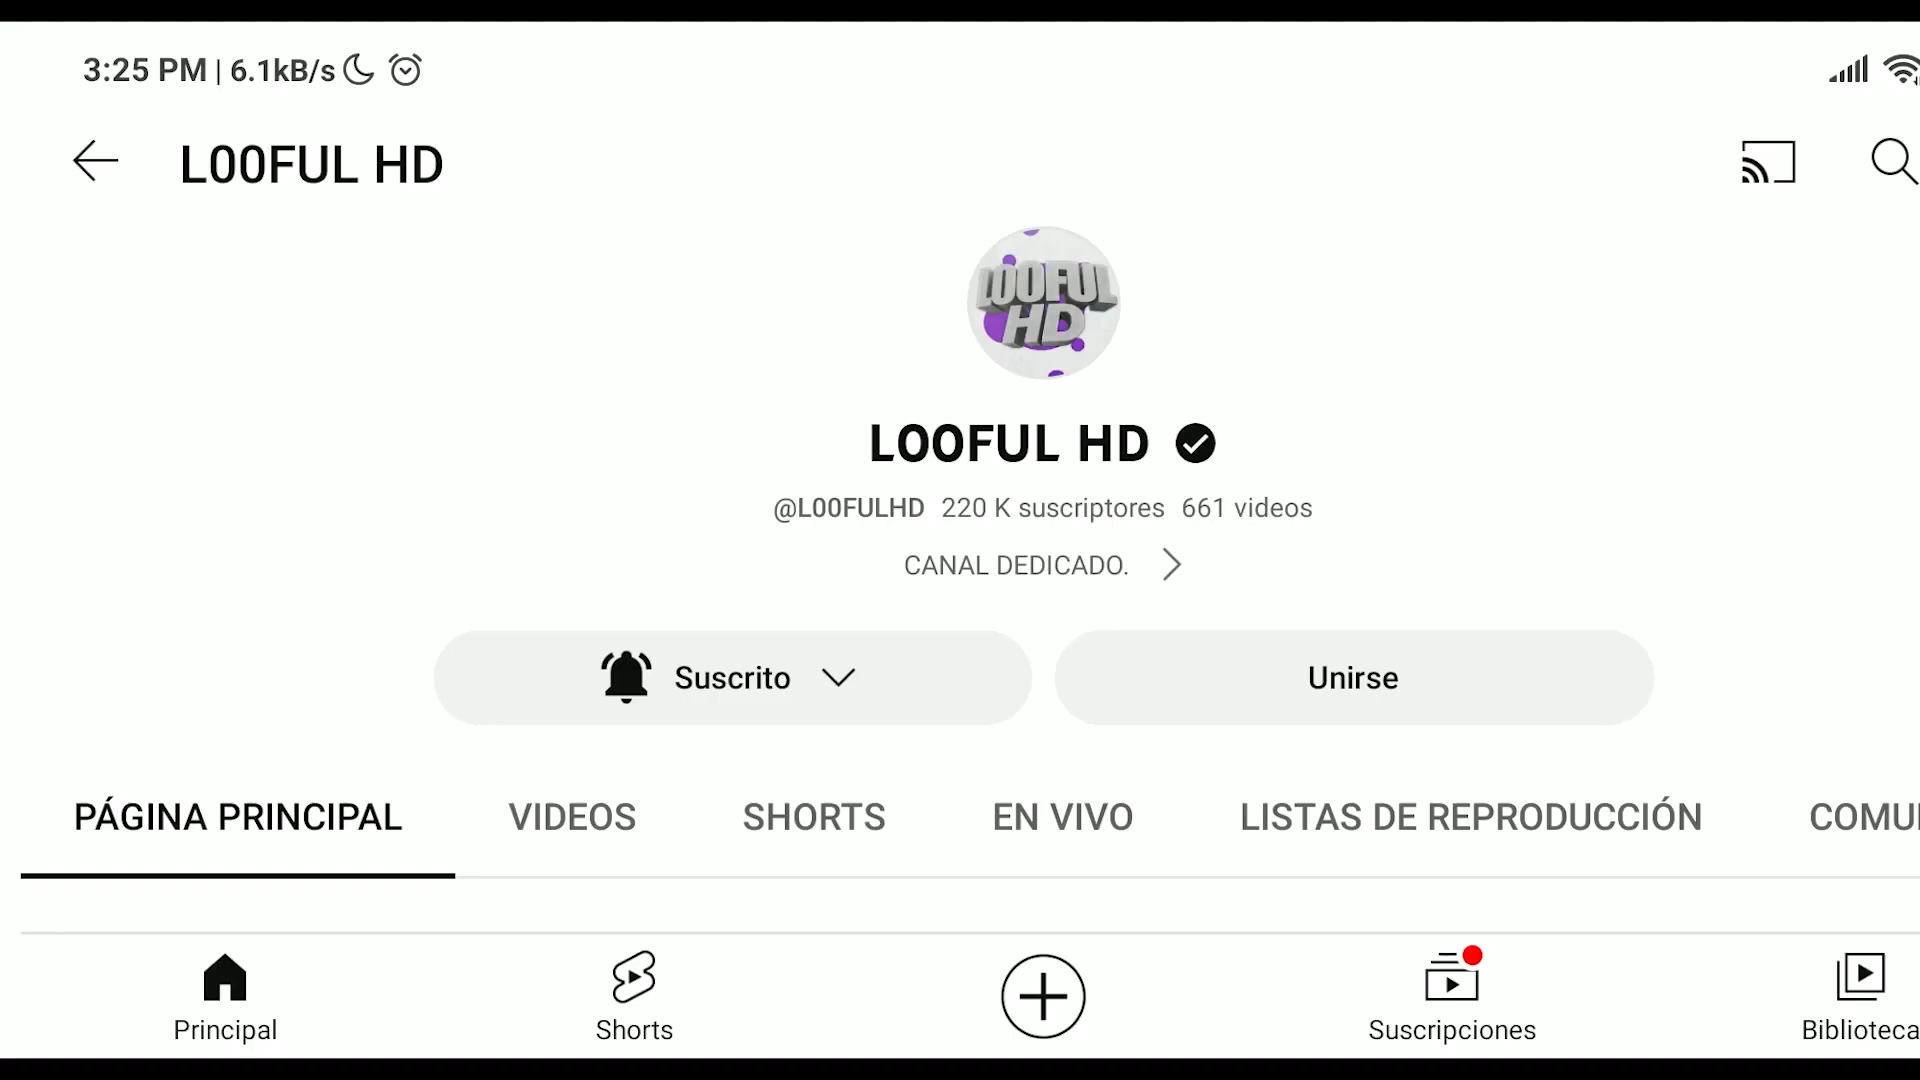 3:25 PM | 6.1kB/s
L00FUL HD
L00FUL
HD
L00FUL HD
@L00FULHD 220 K suscriptores 661 videos
CANAL DEDICADO.
Suscrito
Unirse
PÁGINA PRINCIPAL VIDEOS SHORTS EN VIVO LISTAS DE REPRODUCCIÓN COMU
Principal Shorts Suscripciones Biblioteca